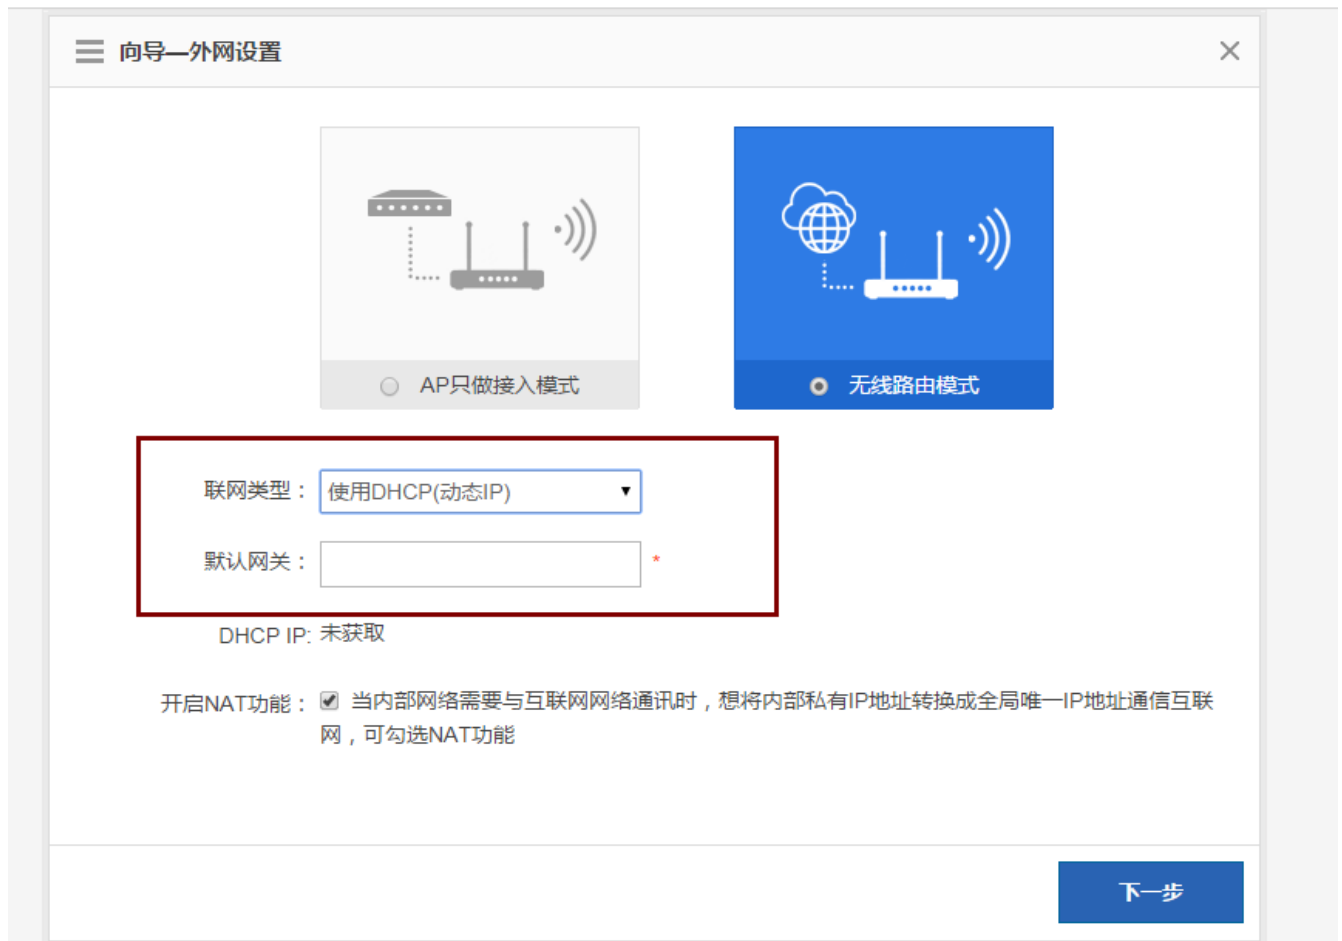 向导—外网设置
AP只做接入模式
无线路由模式
联网类型：
使用DHCP(动态IP)
默认网关：
*
DHCP IP: 未获取
开启NAT功能：
当内部网络需要与互联网网络通讯时，想将内部私有IP地址转换成全局唯一IP地址通信互联
网，可勾选NAT功能
下一步